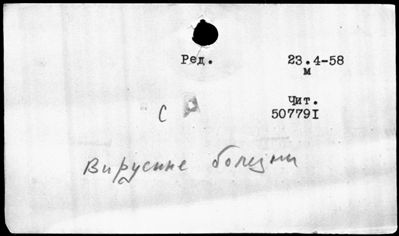 Ред. 23.4-58
м
Чит.
С 507791
Вирусные болезни